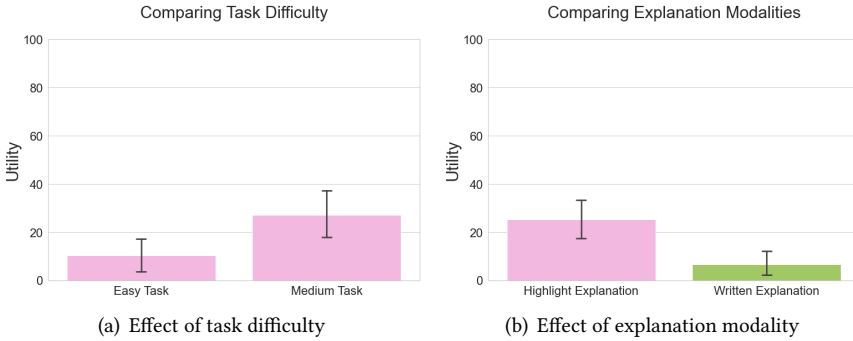 Comparing Task Difficulty
100
80
60
40
20
0
Utility
Easy Task
Medium Task
(a) Effect of task difficulty
Comparing Explanation Modalities
100
80
60
40
20
0
Utility
Highlight Explanation
Written Explanation
(b) Effect of explanation modality